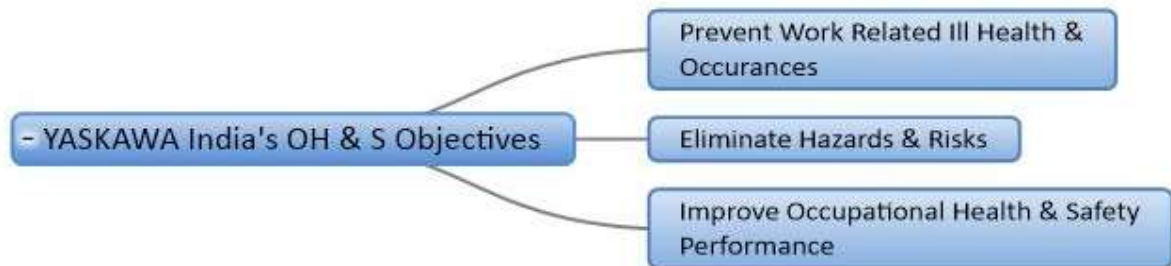 Prevent Work Related Ill Health &
Occurances
- YASKAWA India's OH & S Objectives
Eliminate Hazards & Risks
Improve Occupational Health & Safety
Performance